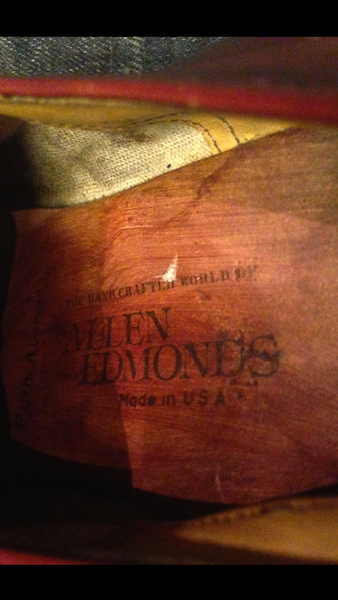 THE HANDCRAFTED WORLD OF
ALLEN
EDMONDS
Made in USA